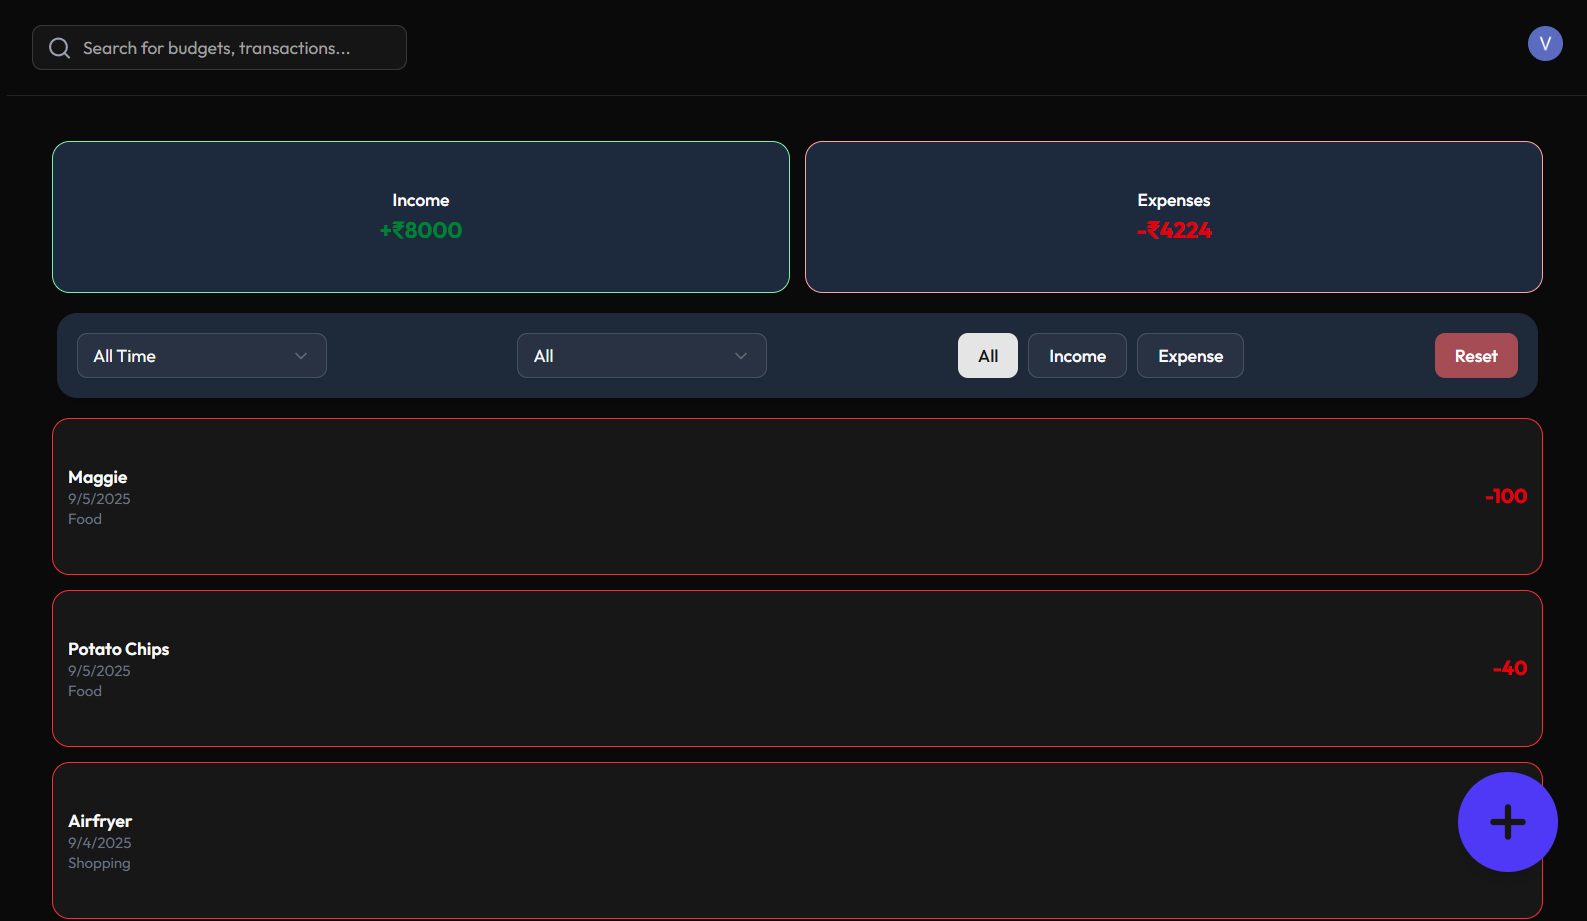 Search for budgets, transactions...
V
Income
+₹8000
Expenses
-₹4224
All Time
All
All
Income
Expense
Reset
Maggie
9/5/2025
Food
-100
Potato Chips
9/5/2025
Food
-40
Airfryer
9/4/2025
Shopping